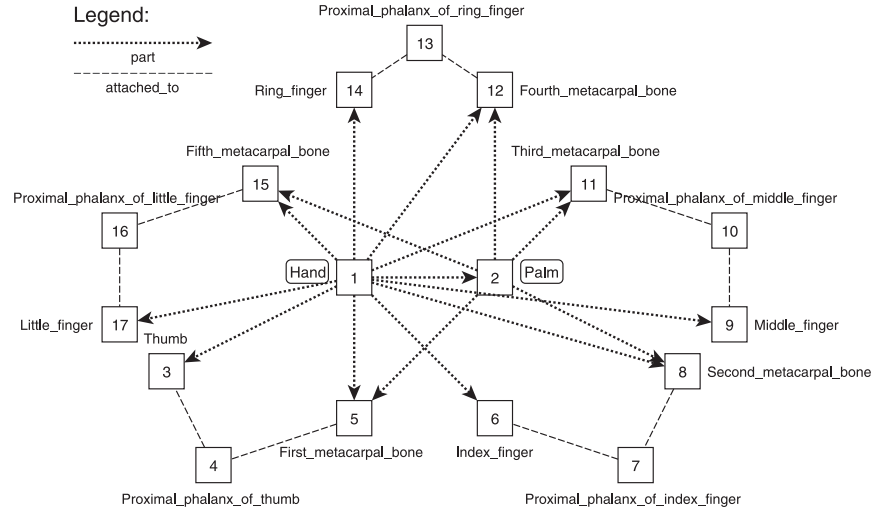 Legend:
part
attached_to
Proximal_phalanx_of_ring_finger
13
Ring_finger
14
12
Fourth_metacarpal_bone
Fifth_metacarpal_bone
15
Third_metacarpal_bone
11
Proximal_phalanx_of_little_finger
16
Proximal_phalanx_of_middle_finger
10
Hand
1
2
Palm
Little_finger
17
9
Middle_finger
Thumb
3
8
Second_metacarpal_bone
5
First_metacarpal_bone
6
Index_finger
4
Proximal_phalanx_of_thumb
7
Proximal_phalanx_of_index_finger